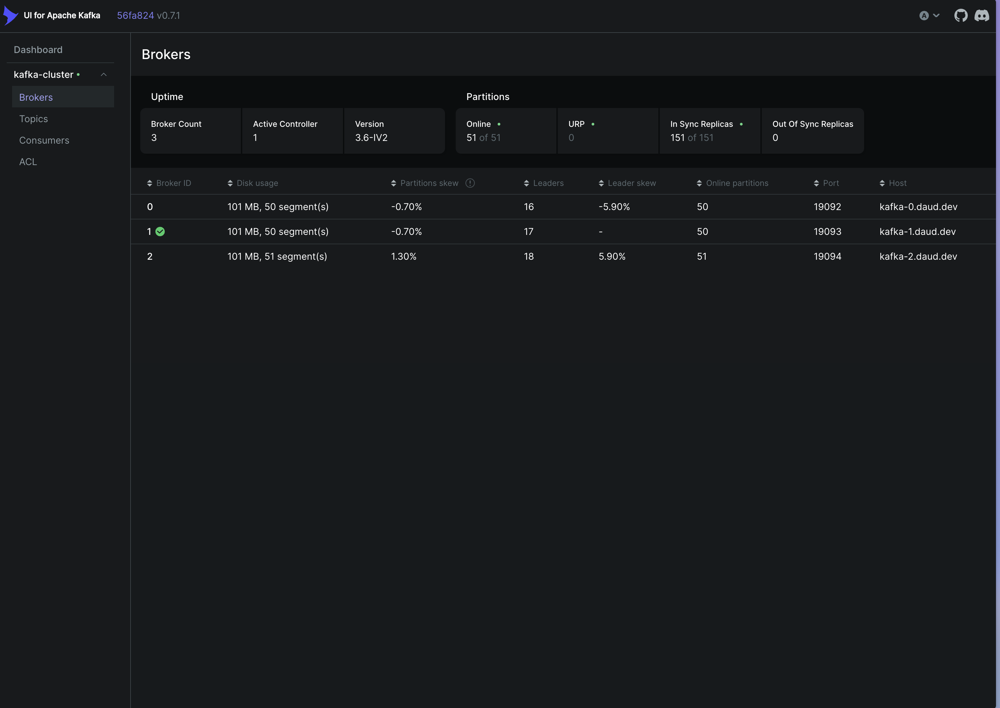 UI for Apache Kafka 56fa824 v0.7.1
A
Dashboard
kafka-cluster
Brokers
Topics
Consumers
ACL
Brokers
Uptime
Broker Count
3
Active Controller
1
Version
3.6-IV2
Partitions
Online
51 of 51
URP
0
In Sync Replicas
151 of 151
Out Of Sync Replicas
0
Broker ID Disk usage Partitions skew Leaders Leader skew Online partitions Port Host
0 101 MB, 50 segment(s) -0.70% 16 -5.90% 50 19092 kafka-0.daud.dev
1 101 MB, 50 segment(s) -0.70% 17 - 50 19093 kafka-1.daud.dev
2 101 MB, 51 segment(s) 1.30% 18 5.90% 51 19094 kafka-2.daud.dev